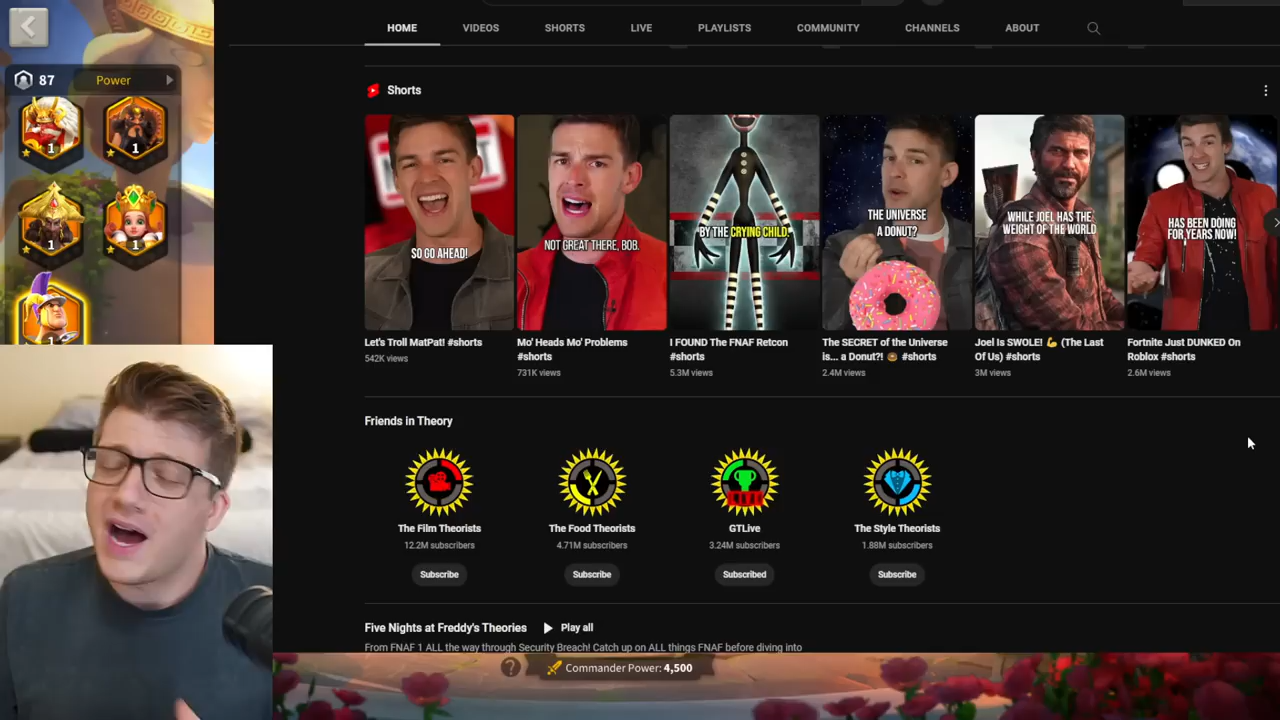 HOME
VIDEOS
SHORTS
LIVE
PLAYLISTS
COMMUNITY
CHANNELS
ABOUT
87
Power
1
1
1
1
1
Shorts
SO GO AHEAD!
NOT GREAT THERE, BOB.
BY THE CRYING CHILD.
THE UNIVERSE
A DONUT?
WHILE JOEL HAS THE
WEIGHT OF THE WORLD
HAS BEEN DOING
FOR YEARS NOW!
Let's Troll MatPat! #shorts
542K views
Mo' Heads Mo' Problems
#shorts
731K views
I FOUND The FNAF Retcon
#shorts
5.3M views
The SECRET of the Universe
is... a Donut?! 🍩 #shorts
2.4M views
Joel Is SWOLE! 💪 (The Last
Of Us) #shorts
3M views
Fortnite Just DUNKED On
Roblox #shorts
2.6M views
Friends in Theory
The Film Theorists
12.2M subscribers
Subscribe
The Food Theorists
4.71M subscribers
Subscribe
GTLive
3.24M subscribers
Subscribed
The Style Theorists
1.88M subscribers
Subscribe
Five Nights at Freddy's Theories
Play all
From FNAF 1 ALL the way through Security Breach! Catch up on ALL things FNAF before diving into
? Commander Power: 4,500